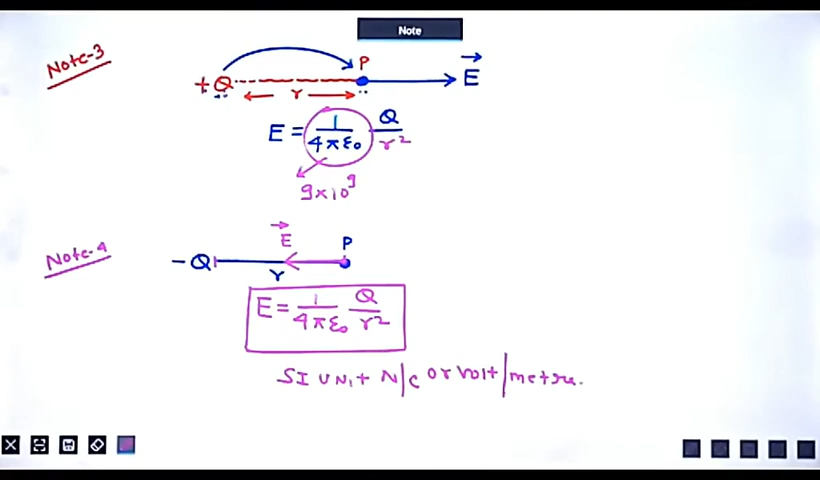 Note
Note-3
P
+Q
r
E
E = 1/4πε₀ Q/r²
9×10⁹
Note-4
E
P
-Q
r
E = 1/4πε₀ Q/r²
SI UNIt N/C or volt/metre.